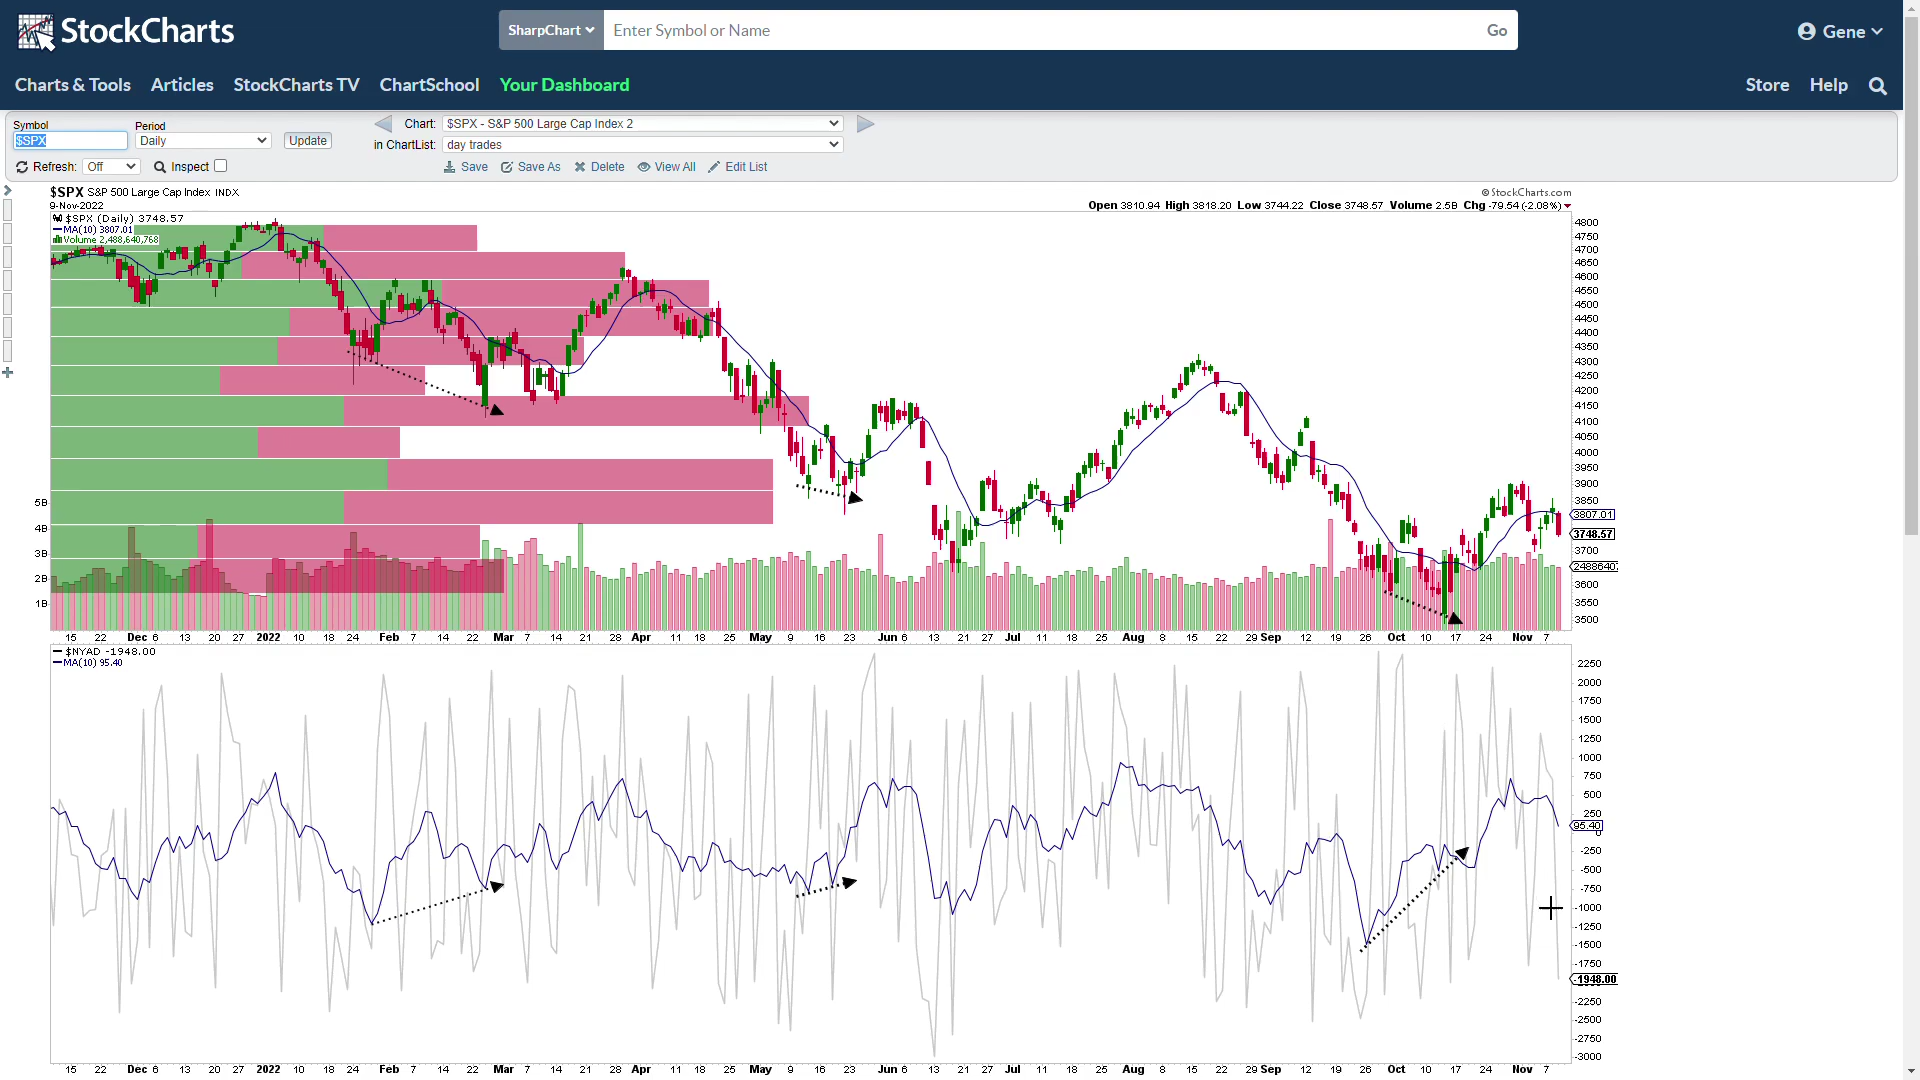 StockCharts
SharpChart
Enter Symbol or Name
Go
Gene
Charts & Tools Articles StockCharts TV ChartSchool Your Dashboard
Store Help
Symbol Period
$SPX Daily Update
Chart: $SPX - S&P 500 Large Cap Index 2
in ChartList: day trades
Refresh: Off Inspect
Save Save As Delete View All Edit List
$SPX S&P 500 Large Cap Index INDX
© StockCharts.com
9-Nov-2022
Open 3810.94 High 3818.20 Low 3744.22 Close 3748.57 Volume 2.5B Chg -79.54 (-2.08%)
$SPX (Daily) 3748.57
MA(10) 3807.01
Volume 2,488,640,768
4800
4750
4700
4650
4600
4550
4500
4450
4400
4350
4300
4250
4200
4150
4100
4050
4000
3950
3900
3850
3807.01
3748.57
3700
24886407
3600
3550
3500
5B
4B
3B
2B
1B
15 22 Dec 6 13 20 27 2022 10 18 24 Feb 7 14 22 Mar 7 14 21 28 Apr 11 18 25 May 9 16 23 Jun 6 13 21 27 Jul 11 18 25 Aug 8 15 22 29 Sep 12 19 26 Oct 10 17 24 Nov 7
$NYAD -1948.00
MA(10) 95.40
2250
2000
1750
1500
1250
1000
750
500
250
95.40
0
-250
-500
-750
-1000
-1250
-1500
-1750
-1948.00
-2250
-2500
-2750
-3000
15 22 Dec 6 13 20 27 2022 10 18 24 Feb 7 14 22 Mar 7 14 21 28 Apr 11 18 25 May 9 16 23 Jun 6 13 21 27 Jul 11 18 25 Aug 8 15 22 29 Sep 12 19 26 Oct 10 17 24 Nov 7